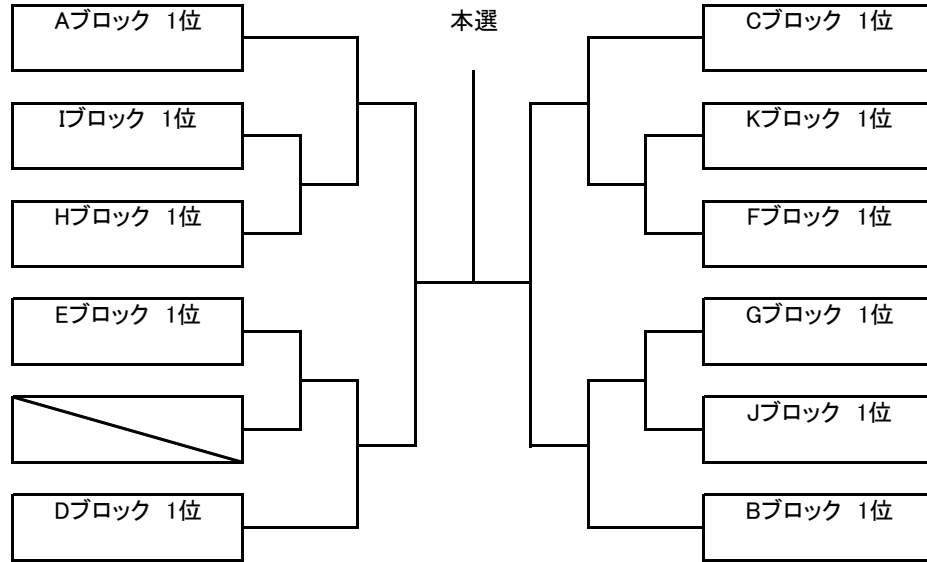 本選
Aブロック 1位
Iブロック 1位
Hブロック 1位
Eブロック 1位
Dブロック 1位
Cブロック 1位
Kブロック 1位
Fブロック 1位
Gブロック 1位
Jブロック 1位
Bブロック 1位